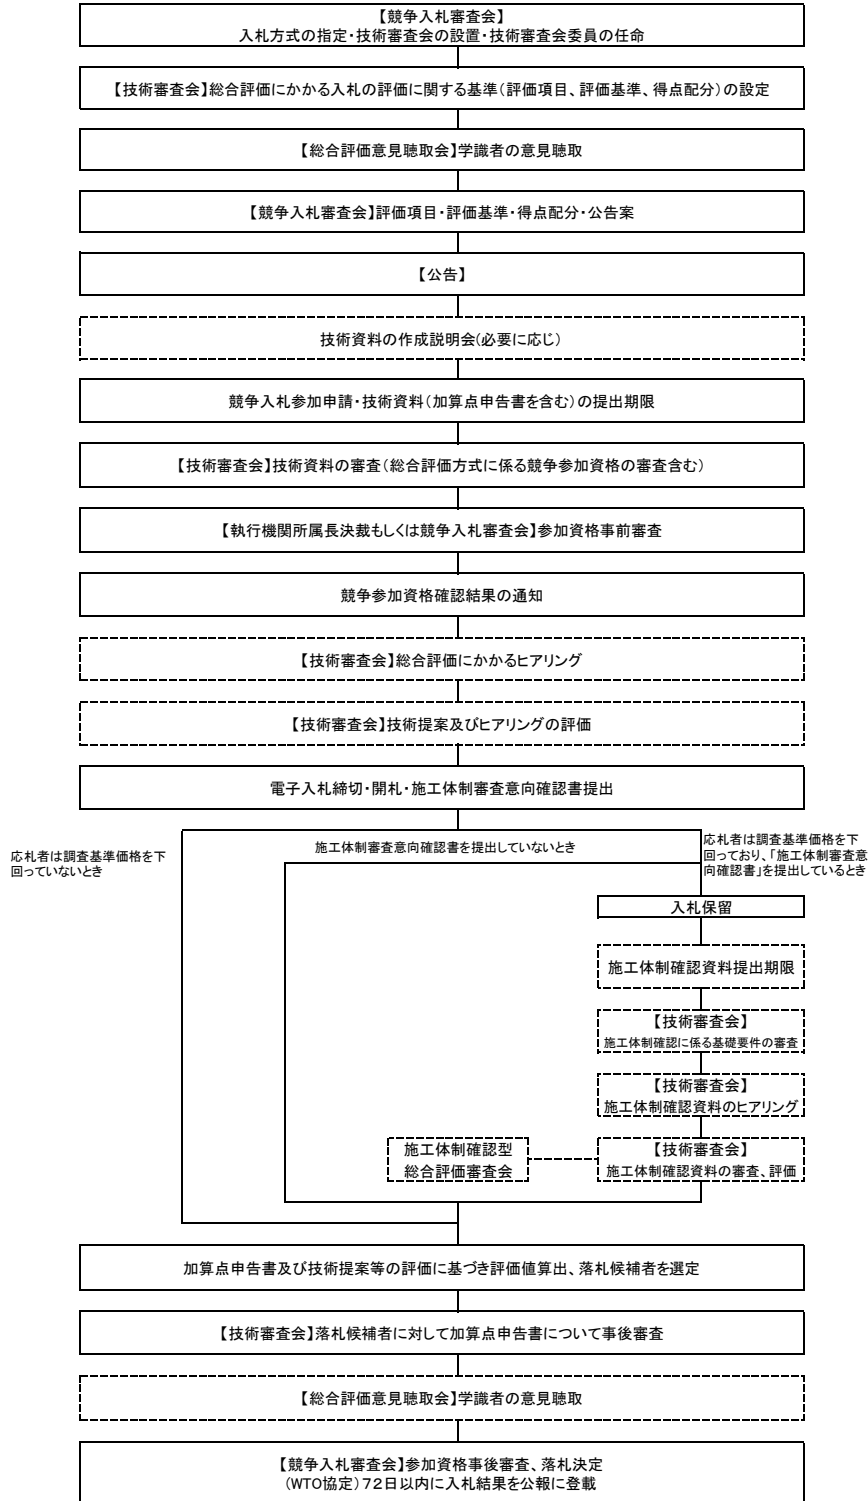 【競争入札審査会】
入札方式の指定・技術審査会の設置・技術審査会委員の任命
【技術審査会】総合評価にかかる入札の評価に関する基準（評価項目、評価基準、得点配分）の設定
【総合評価意見聴取会】学識者の意見聴取
【競争入札審査会】評価項目・評価基準・得点配分・公告案
【公告】
技術資料の作成説明会(必要に応じ)
競争入札参加申請・技術資料（加算点申告書を含む）の提出期限
【技術審査会】技術資料の審査（総合評価方式に係る競争参加資格の審査含む）
【執行機関所属長決裁もしくは競争入札審査会】参加資格事前審査
競争参加資格確認結果の通知
【技術審査会】総合評価にかかるヒアリング
【技術審査会】技術提案及びヒアリングの評価
電子入札締切・開札・施工体制審査意向確認書提出
応札者は調査基準価格を下
回っていないとき
施工体制審査意向確認書を提出していないとき
応札者は調査基準価格を下
回っており、「施工体制審査意
向確認書」を提出しているとき
入札保留
施工体制確認資料提出期限
【技術審査会】
施工体制確認に係る基礎要件の審査
【技術審査会】
施工体制確認資料のヒアリング
施工体制確認型
総合評価審査会
【技術審査会】
施工体制確認資料の審査、評価
加算点申告書及び技術提案等の評価に基づき評価値算出、落札候補者を選定
【技術審査会】落札候補者に対して加算点申告書について事後審査
【総合評価意見聴取会】学識者の意見聴取
【競争入札審査会】参加資格事後審査、落札決定
(WTO協定)７２日以内に入札結果を公報に登載